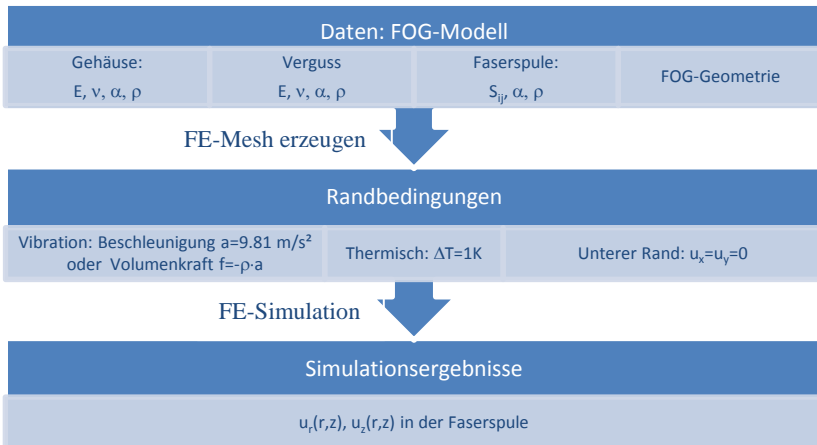 Daten: FOG-Modell
Gehäuse:
E, ν, α, ρ
Verguss
E, ν, α, ρ
Faserspule:
Sij, α, ρ
FOG-Geometrie
FE-Mesh erzeugen
Randbedingungen
Vibration: Beschleunigung a=9.81 m/s²
oder Volumenkraft f=-ρ·a
Thermisch: ΔT=1K
Unterer Rand: ux=uy=0
FE-Simulation
Simulationsergebnisse
ur(r,z), uz(r,z) in der Faserspule